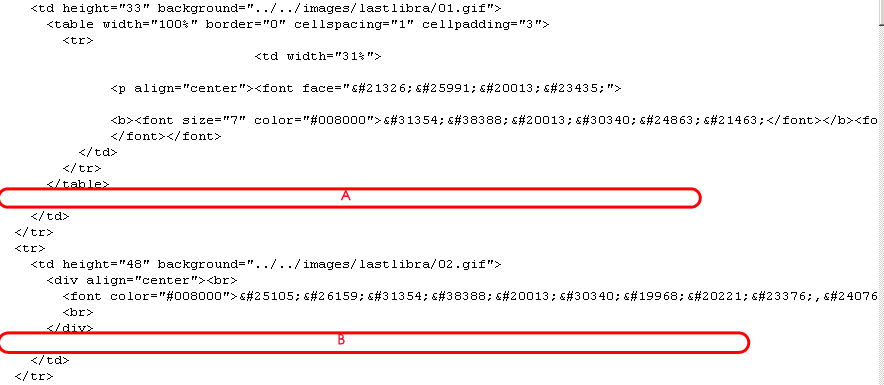 <td height="33" background="../../images/lastlibra/01.gif">
<table width="100%" border="0" cellspacing="1" cellpadding="3">
<tr>
<td width="31%">
<p align="center"><font face="&#21326;&#25991;&#20013;&#23435;">
<b><font size="7" color="#008000">&#31354;&#38388;&#20013;&#30340;&#24863;&#21463;</font></b><fo
</font></font>
</td>
</tr>
</table>
A
</td>
</tr>
<tr>
<td height="48" background="../../images/lastlibra/02.gif">
<div align="center"><br>
<font color="#008000">&#25105;&#26159;&#31354;&#38388;&#20013;&#30340;&#19968;&#20221;&#23376;,&#24076
<br>
</div>
B
</td>
</tr>